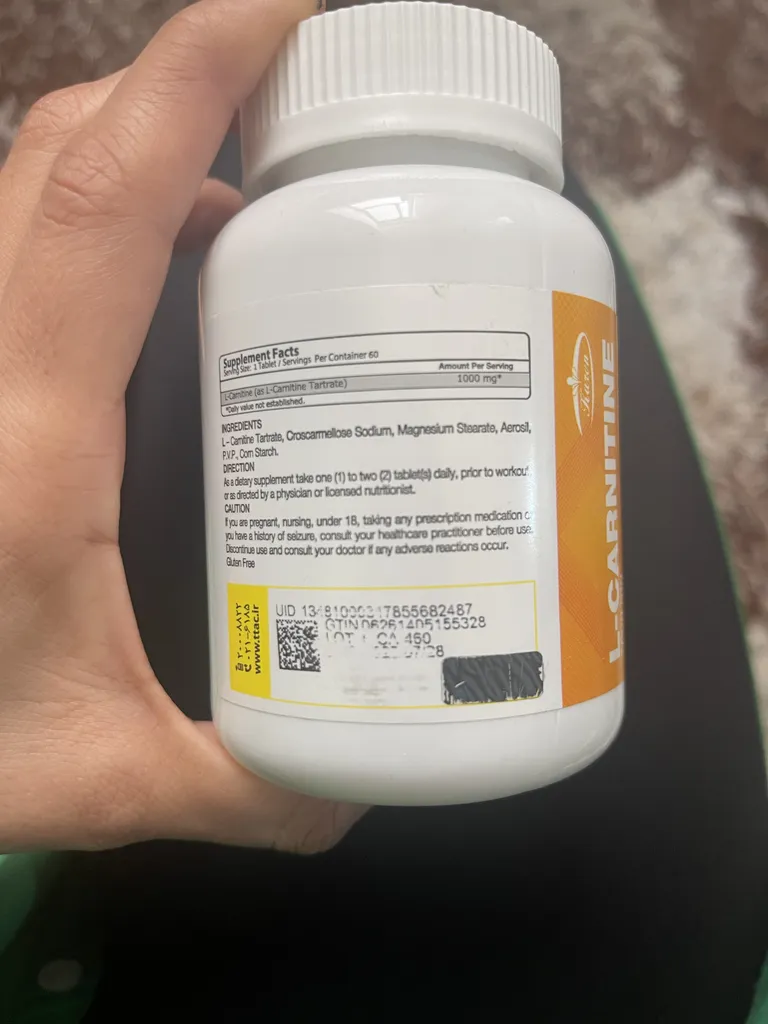 Supplement Facts
Serving Size: 1 Tablet / Servings Per Container 60
Amount Per Serving
L-Carnitine (as L-Carnitine Tartrate) 1000 mg*
*Daily value not established.
INGREDIENTS
L - Carnitine Tartrate, Croscarmellose Sodium, Magnesium Stearate, Aerosil,
P.V.P., Corn Starch.
DIRECTION
As a dietary supplement take one (1) to two (2) tablet(s) daily, prior to workout
or as directed by a physician or licensed nutritionist.
CAUTION
If you are pregnant, nursing, under 18, taking any prescription medication or
you have a history of seizure, consult your healthcare practitioner before use.
Discontinue use and consult your doctor if any adverse reactions occur.
Gluten Free
۲۰۰۰۸۸۲۲
۰۲۱-۶۱۸۵
www.ttac.ir
UID
GTIN 06261405155328
LOT : CA 460
Karen
L-CARNITINE